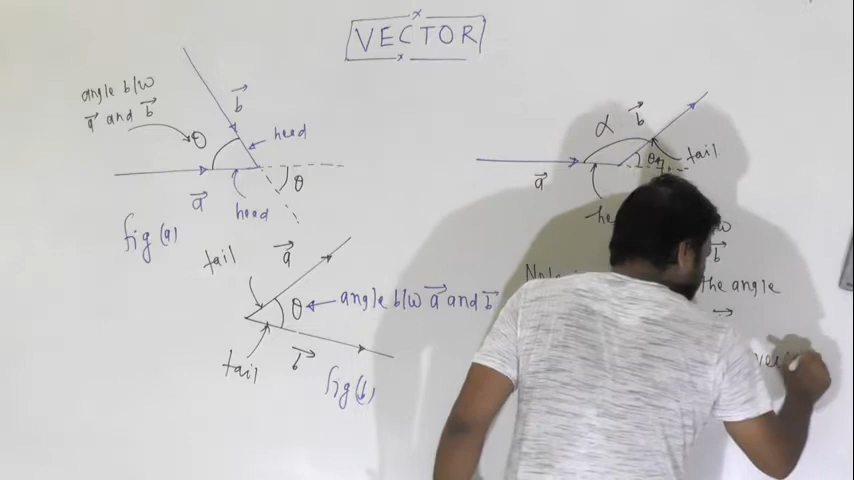 VECTOR
angle b/w
a⃗ and b⃗
θ
b⃗
head
a⃗
head
θ
fig (a)
tail
a⃗
θ
angle b/w a⃗ and b⃗
tail
b⃗
fig (b)
α
b⃗
θ
tail
a⃗
b⃗
the angle